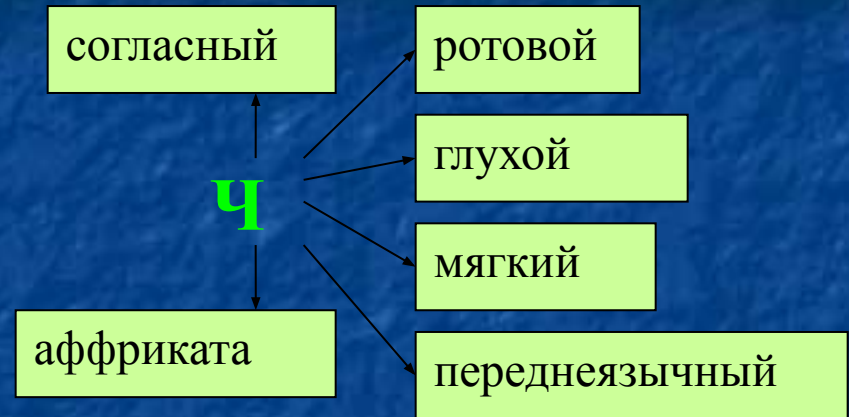 согласный
ротовой
глухой
ч
мягкий
аффриката
переднеязычный